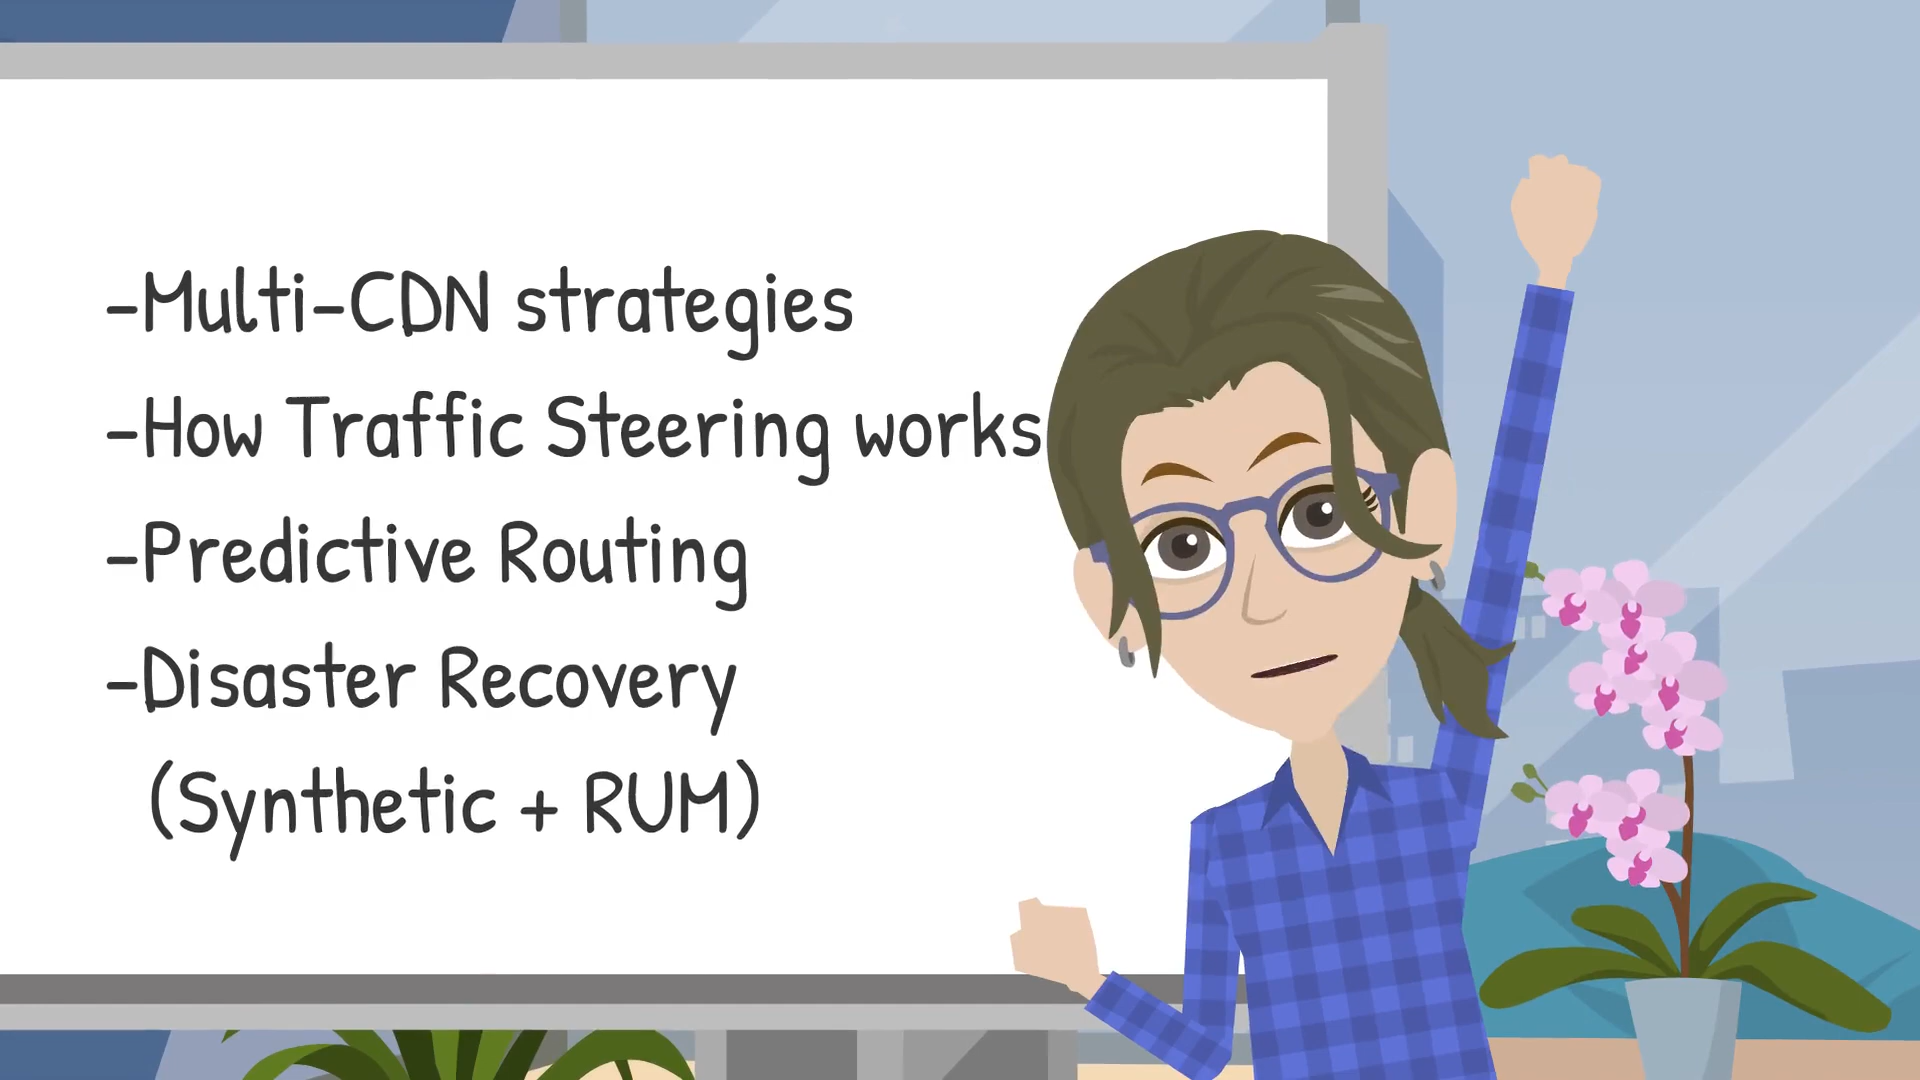 -Multi-CDN strategies
-How Traffic Steering works
-Predictive Routing
-Disaster Recovery
(Synthetic + RUM)